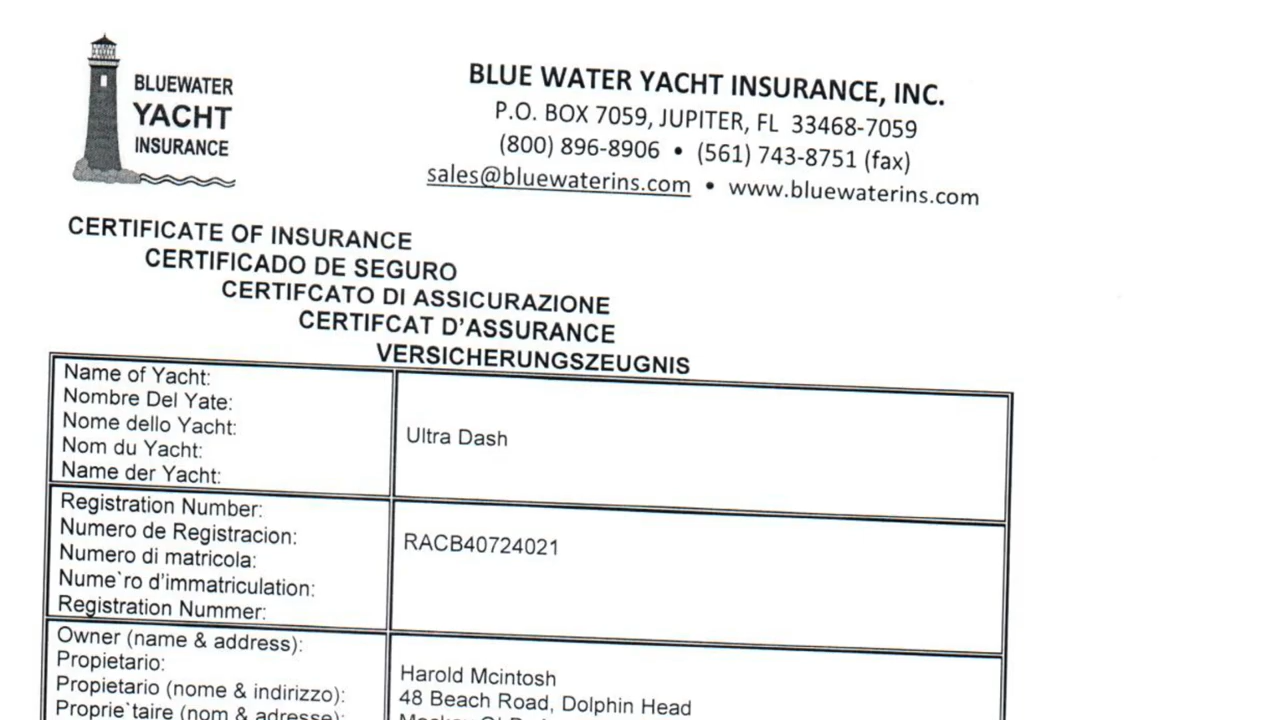 BLUEWATER
YACHT
INSURANCE
BLUE WATER YACHT INSURANCE, INC.
P.O. BOX 7059, JUPITER, FL 33468-7059
(800) 896-8906 • (561) 743-8751 (fax)
sales@bluewaterins.com • www.bluewaterins.com
CERTIFICATE OF INSURANCE
CERTIFICADO DE SEGURO
CERTIFCATO DI ASSICURAZIONE
CERTIFCAT D'ASSURANCE
VERSICHERUNGSZEUGNIS
Name of Yacht:
Nombre Del Yate:
Nome dello Yacht:
Nom du Yacht:
Name der Yacht:
Ultra Dash
Registration Number:
Numero de Registracion:
Numero di matricola:
Nume`ro d'immatriculation:
Registration Nummer:
RACB40724021
Owner (name & address):
Propietario:
Propietario (nome & indirizzo):
Proprie`taire (nom & adresse):
Harold Mcintosh
48 Beach Road, Dolphin Head